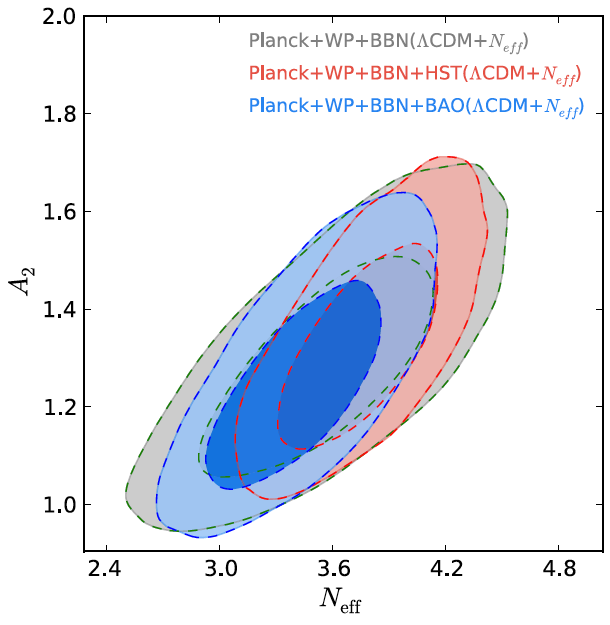 2.0
Planck+WP+BBN(ΛCDM+N_eff)
Planck+WP+BBN+HST(ΛCDM+N_eff)
Planck+WP+BBN+BAO(ΛCDM+N_eff)
1.8
1.6
1.4
A_2
1.2
1.0
2.4 3.0 3.6 4.2 4.8
N_eff